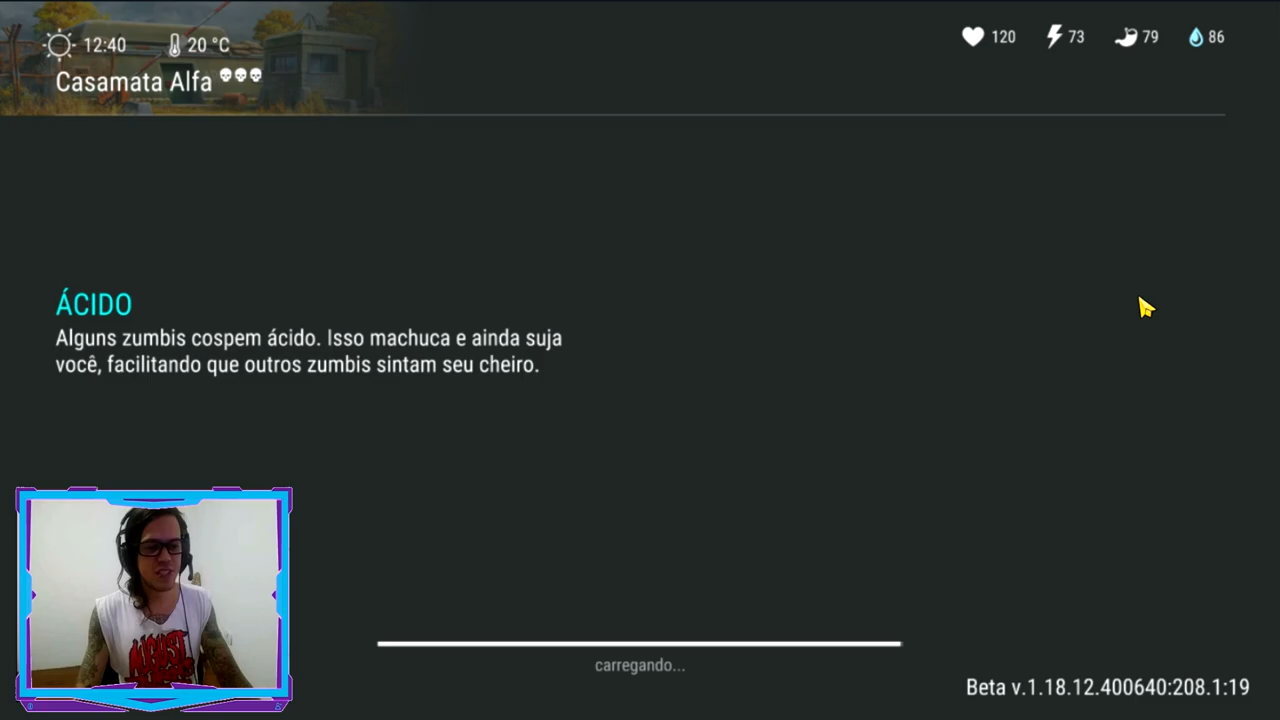 12:40 20 °C
Casamata Alfa
120 73 79 86
ÁCIDO
Alguns zumbis cospem ácido. Isso machuca e ainda suja
você, facilitando que outros zumbis sintam seu cheiro.
AUGUST
carregando...
Beta v.1.18.12.400640:208.1:19